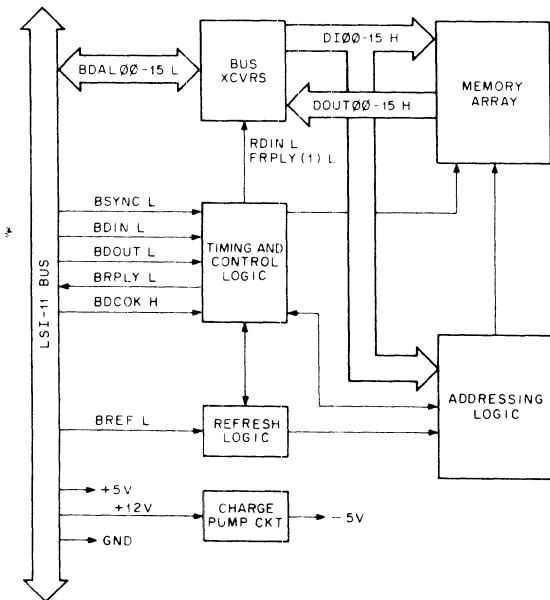 DI00-15 H
BUS
XCVRS
BDALØØ-15 L
MEMORY
ARRAY
DOUTØØ-15 H
RDIN L
FRPLY(1) L
BSYNC L
BDIN L
TIMING AND
CONTROL
LOGIC
BDOUT L
BRPLY L
BDCOK H
LSI-11 BUS
ADDRESSING
LOGIC
BREF L
REFRESH
LOGIC
+5V
+12V
CHARGE
PUMP CKT
-5V
GND